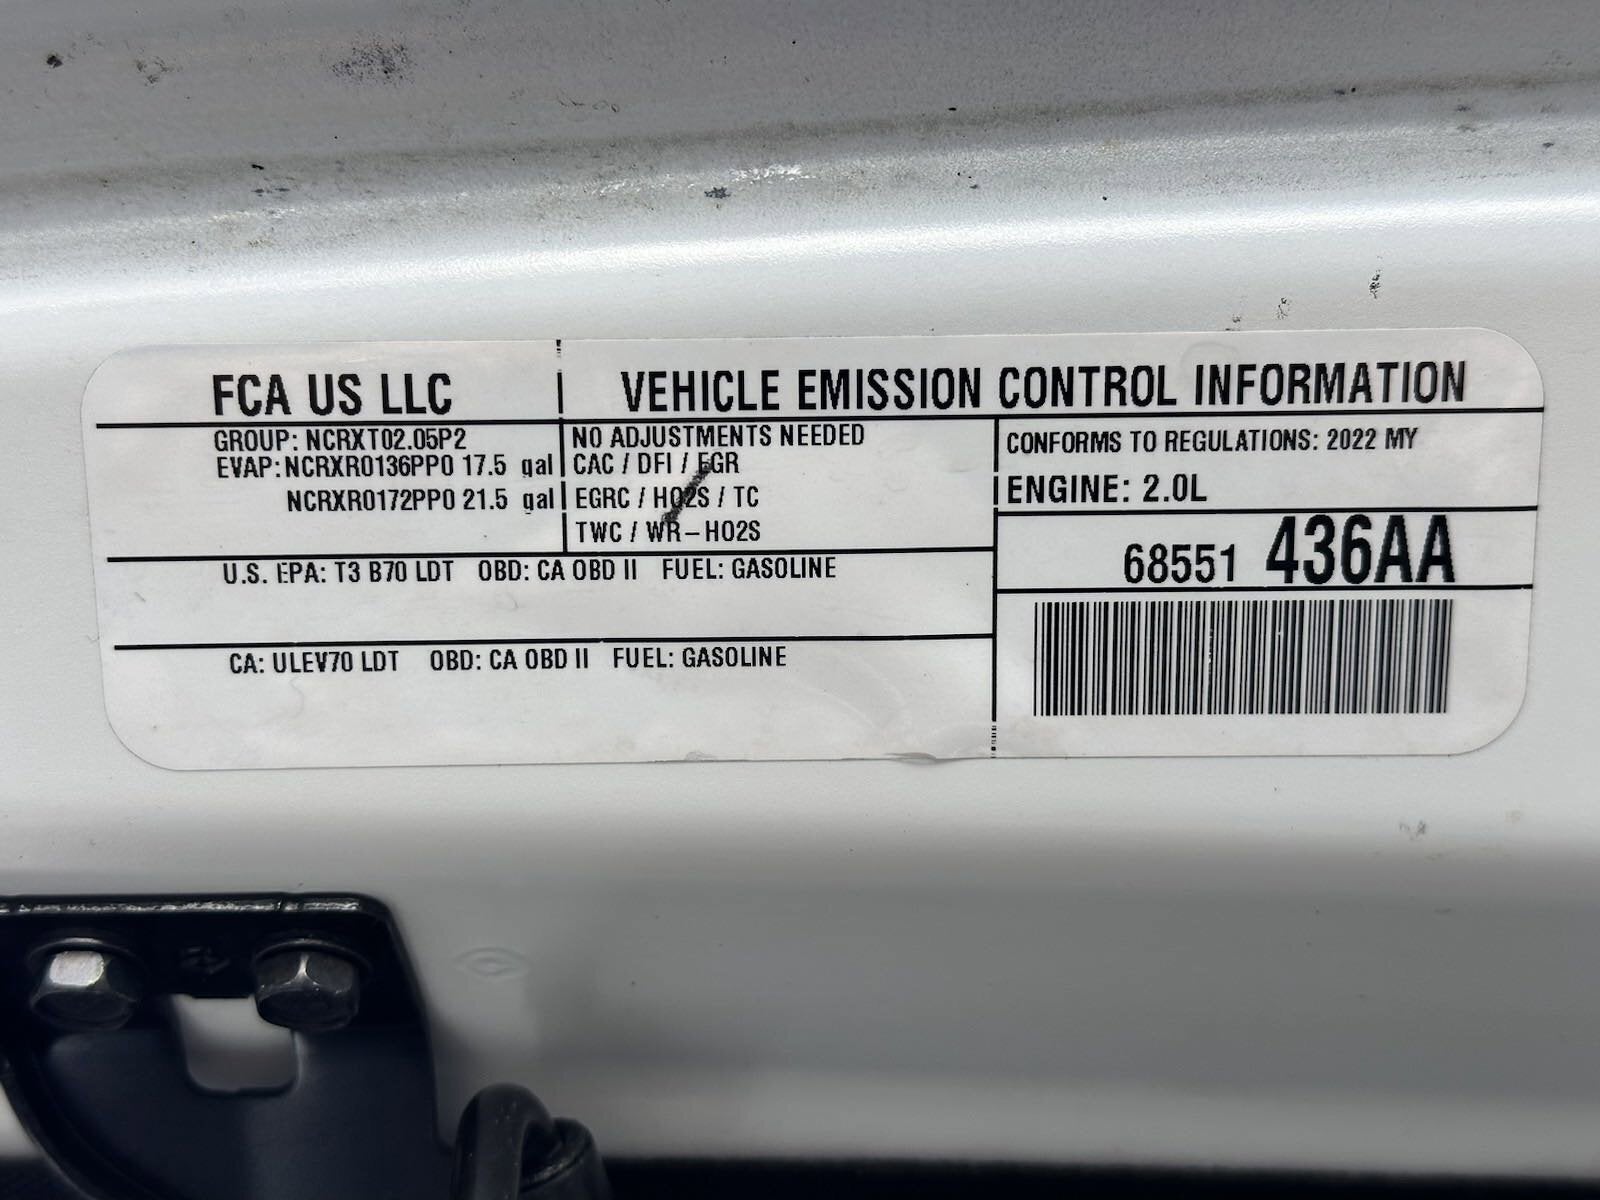 FCA US LLC
VEHICLE EMISSION CONTROL INFORMATION
GROUP: NCRXT02.05P2
EVAP: NCRXR0136PP0 17.5 gal
NCRXR0172PP0 21.5 gal
NO ADJUSTMENTS NEEDED
CAC / DFI / EGR
EGRC / HO2S / TC
TWC / WR-HO2S
CONFORMS TO REGULATIONS: 2022 MY
ENGINE: 2.0L
68551 436AA
U.S. EPA: T3 B70 LDT OBD: CA OBD II FUEL: GASOLINE
CA: ULEV70 LDT OBD: CA OBD II FUEL: GASOLINE